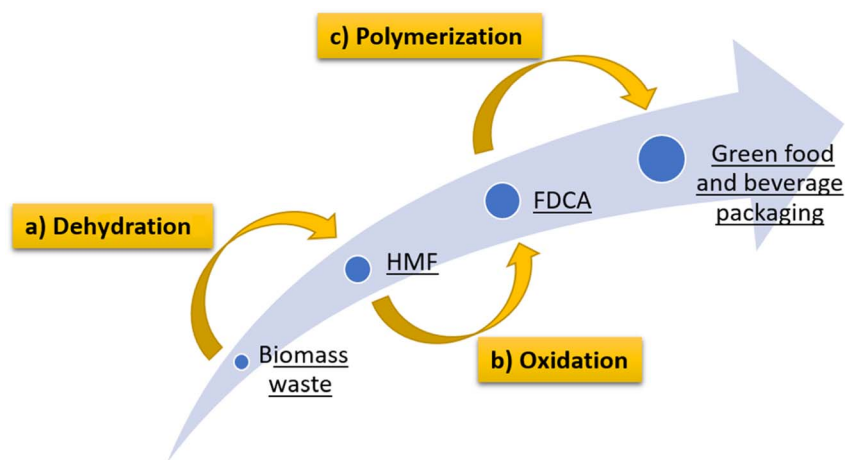 c) Polymerization
Green food
and beverage
packaging
FDCA
a) Dehydration
HMF
b) Oxidation
Biomass
waste